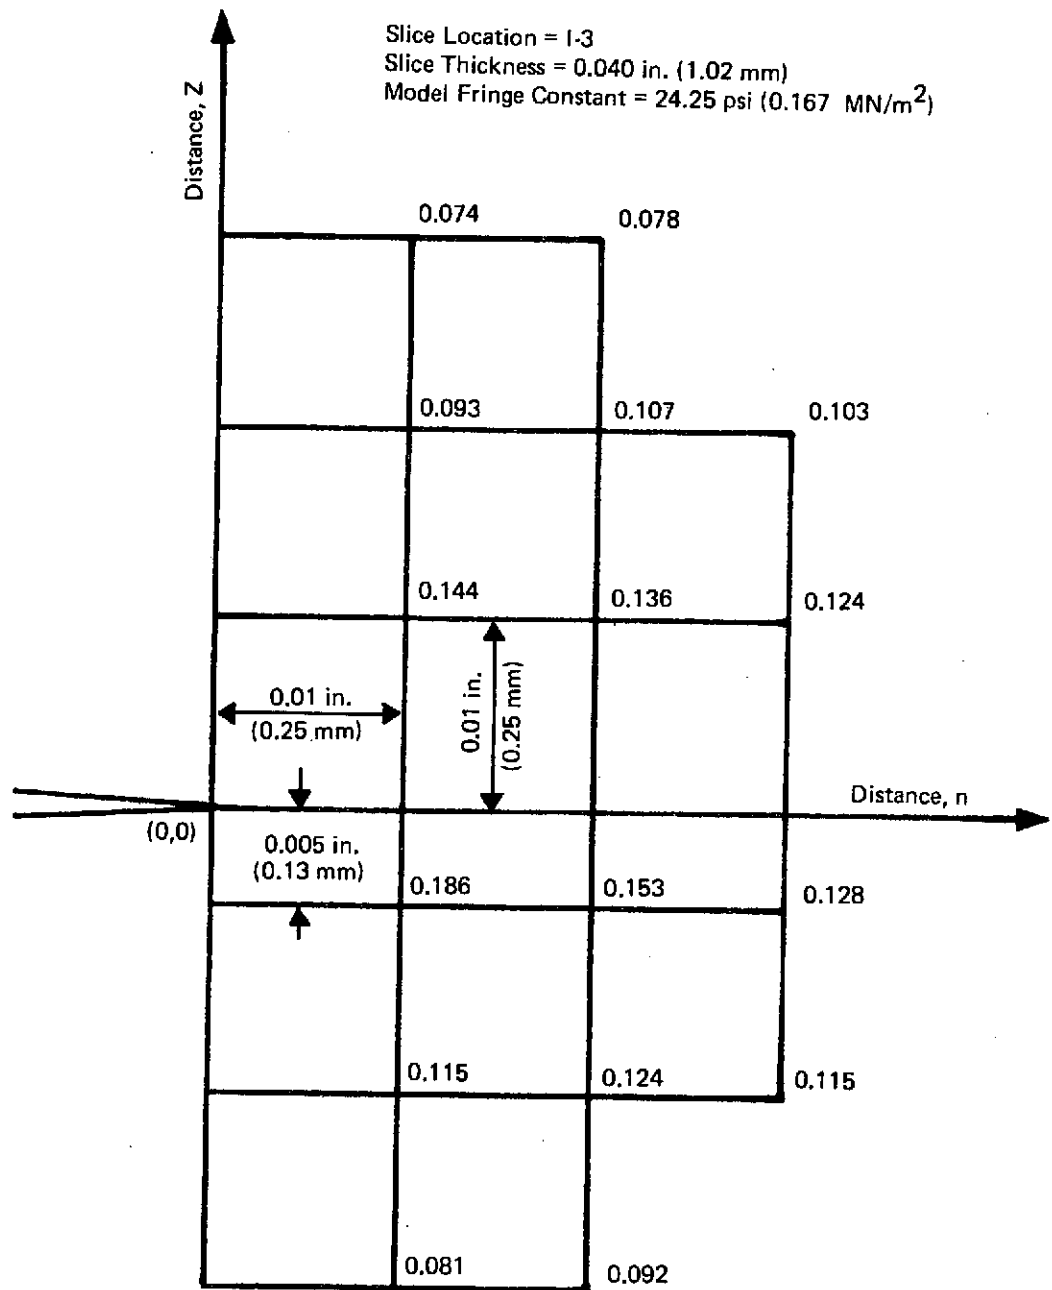 Slice Location = I-3
Slice Thickness = 0.040 in. (1.02 mm)
Model Fringe Constant = 24.25 psi (0.167 MN/m²)
Distance, Z
0.074
0.078
0.093
0.107
0.103
0.144
0.136
0.124
0.01 in.
(0.25 mm)
0.01 in.
(0.25 mm)
Distance, n
(0,0)
0.005 in.
(0.13 mm)
0.186
0.153
0.128
0.115
0.124
0.115
0.081
0.092